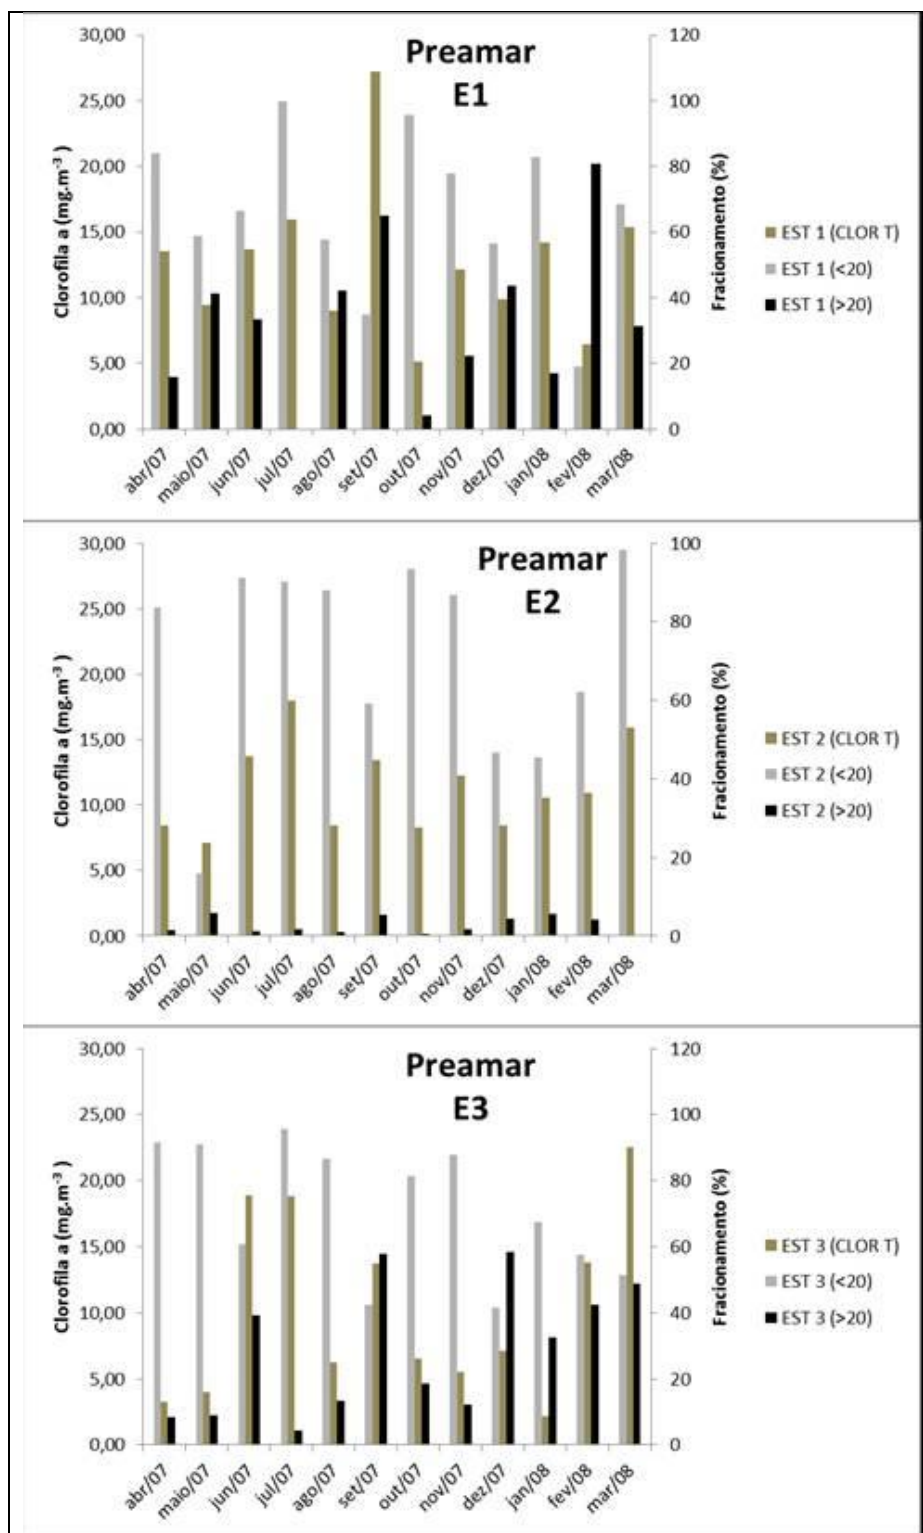 Preamar
E1
Clorofila a (mg.m-3 )
30,00
25,00
20,00
15,00
10,00
5,00
0,00
120
100
80
60
40
20
0
Fracionamento (%)
abr/07
maio/07
jun/07
jul/07
ago/07
set/07
out/07
nov/07
dez/07
jan/08
fev/08
mar/08
EST 1 (CLOR T)
EST 1 (<20)
EST 1 (>20)
Preamar
E2
Clorofila a (mg.m-3 )
30,00
25,00
20,00
15,00
10,00
5,00
0,00
100
80
60
40
20
0
Fracionamento (%)
abr/07
maio/07
jun/07
jul/07
ago/07
set/07
out/07
nov/07
dez/07
jan/08
fev/08
mar/08
EST 2 (CLOR T)
EST 2 (<20)
EST 2 (>20)
Preamar
E3
Clorofila a (mg.m-3 )
30,00
25,00
20,00
15,00
10,00
5,00
0,00
120
100
80
60
40
20
0
Fracionamento (%)
abr/07
maio/07
jun/07
jul/07
ago/07
set/07
out/07
nov/07
dez/07
jan/08
fev/08
mar/08
EST 3 (CLOR T)
EST 3 (<20)
EST 3 (>20)